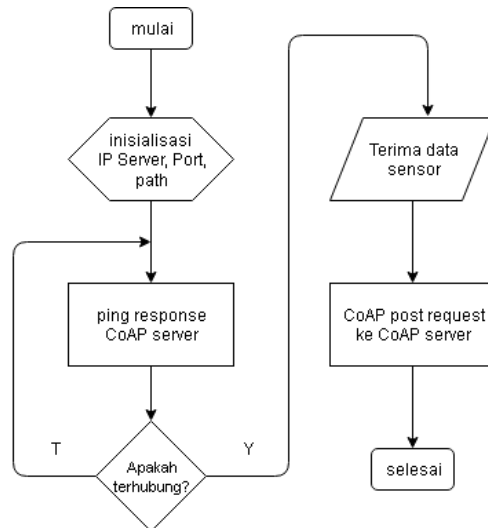 mulai
inisialisasi
IP Server, Port,
path
ping response
CoAP server
Apakah
terhubung?
T
Y
Terima data
sensor
CoAP post request
ke CoAP server
selesai